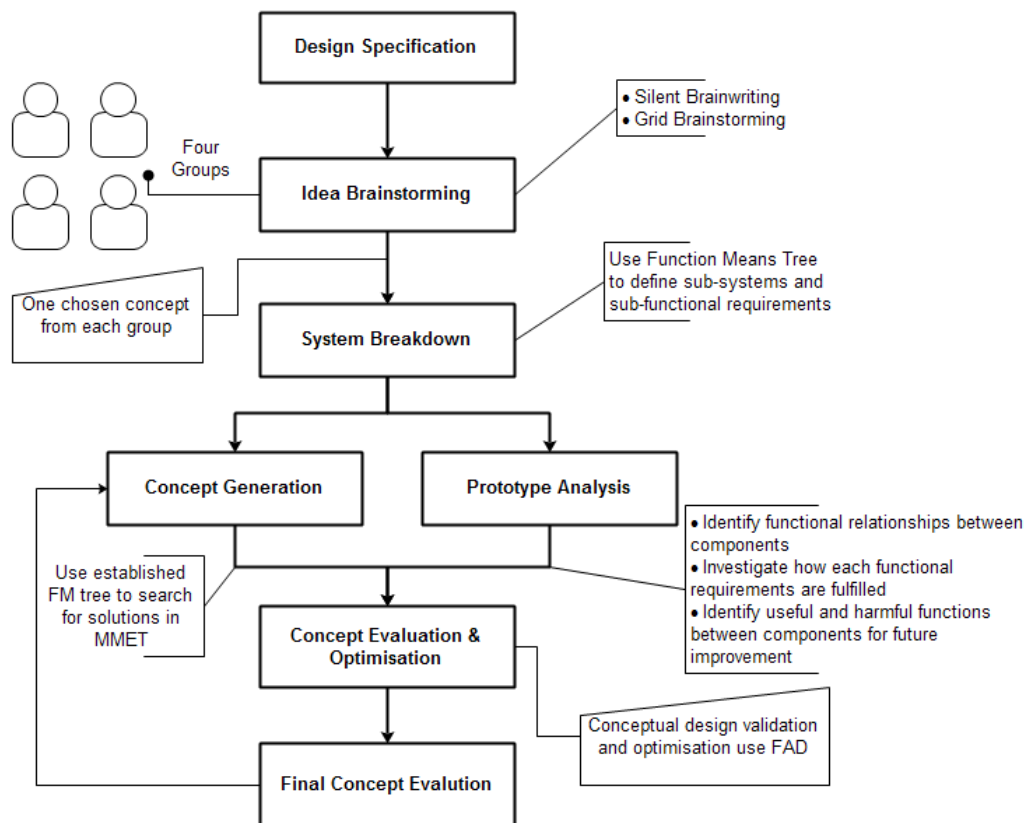 Design Specification
• Silent Brainwriting
• Grid Brainstorming
Four
Groups
Idea Brainstorming
Use Function Means Tree
to define sub-systems and
sub-functional requirements
One chosen concept
from each group
System Breakdown
Concept Generation
Prototype Analysis
• Identify functional relationships between
components
• Investigate how each functional
requirements are fulfilled
• Identify useful and harmful functions
between components for future
improvement
Use established
FM tree to search
for solutions in
MMET
Concept Evaluation &
Optimisation
Conceptual design validation
and optimisation use FAD
Final Concept Evalution